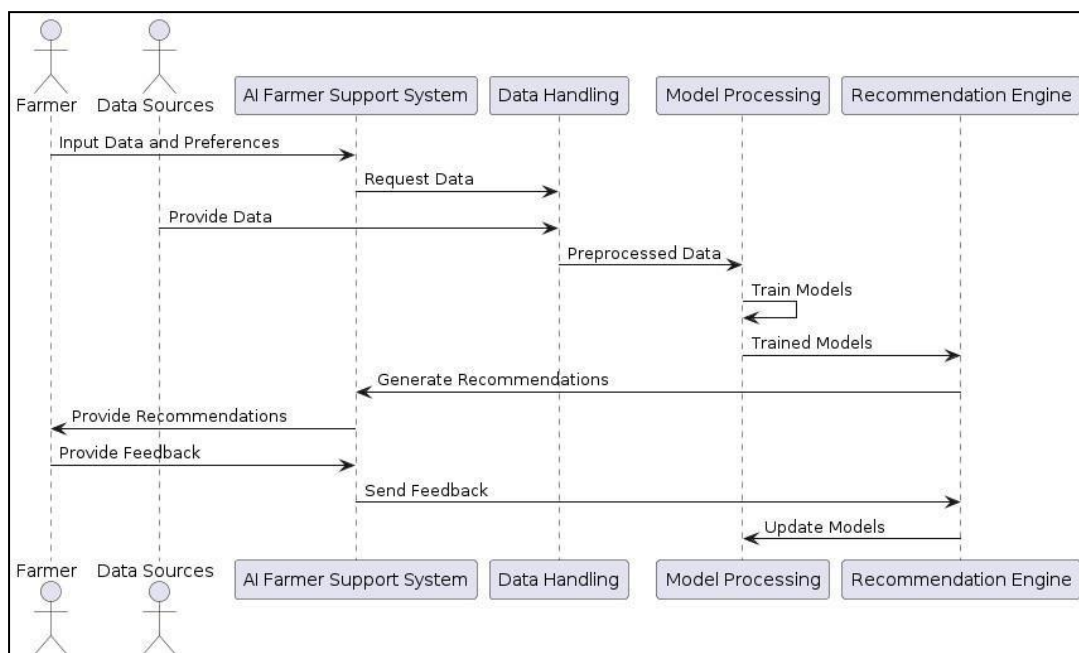 Farmer
Data Sources
AI Farmer Support System
Data Handling
Model Processing
Recommendation Engine
Input Data and Preferences
Request Data
Provide Data
Preprocessed Data
Train Models
Trained Models
Generate Recommendations
Provide Recommendations
Provide Feedback
Send Feedback
Update Models
Farmer
Data Sources
AI Farmer Support System
Data Handling
Model Processing
Recommendation Engine